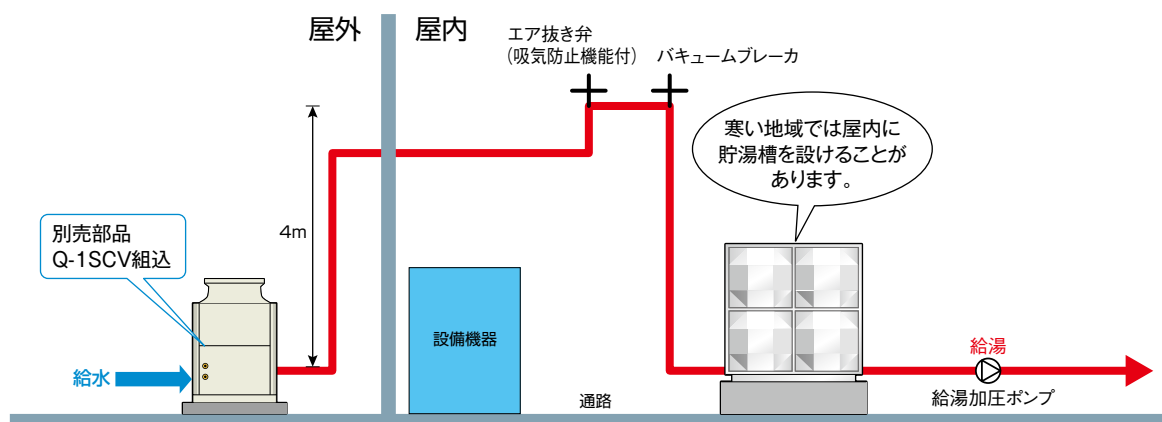 屋外
屋内
エア抜き弁
(吸気防止機能付)
バキュームブレーカ
寒い地域では屋内に
貯湯槽を設けることが
あります。
別売部品
Q-1SCV組込
4m
設備機器
給水
通路
給湯
給湯加圧ポンプ